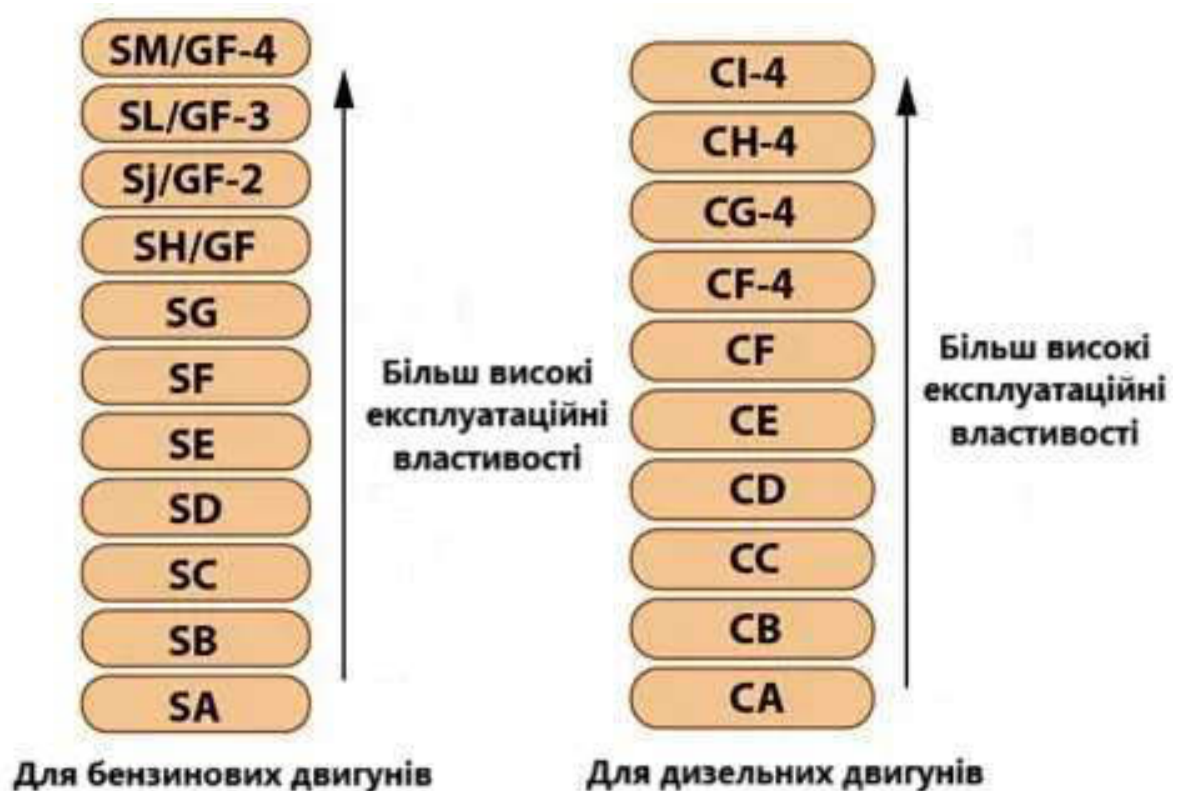 SM/GF-4
SL/GF-3
Sj/GF-2
SH/GF
SG
SF
SE
SD
SC
SB
SA
Більш високі
експлуатаційні
властивості
Для бензинових двигунів
CI-4
CH-4
CG-4
CF-4
CF
CE
CD
CC
CB
CA
Більш високі
експлуатаційні
властивості
Для дизельних двигунів